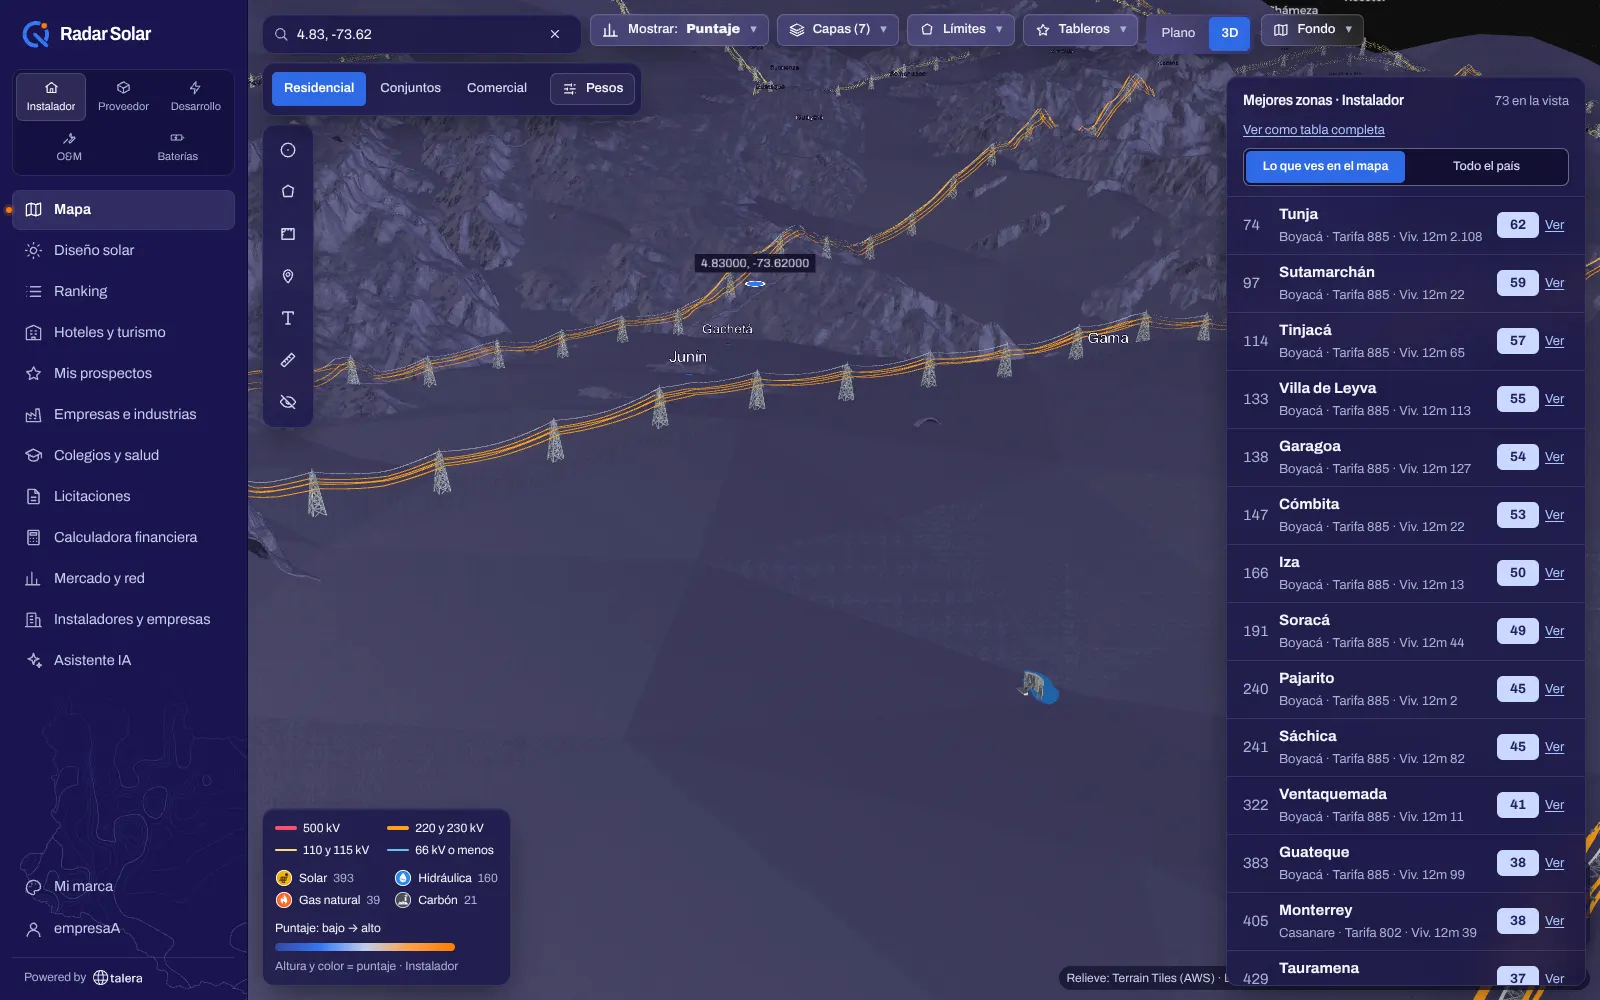 RadarSolar
Instalador
Proveedor
Desarrollo
O&M
Baterías
Mapa
Diseño solar
Ranking
Hoteles y turismo
Mis prospectos
Empresas e industrias
Colegios y salud
Licitaciones
Calculadora financiera
Mercado y red
Instaladores y empresas
Asistente IA
Mi marca
empresaA
Powered by talera
4.83, -73.62
Mostrar: Puntaje
Capas (7)
Límites
Tableros
Plano
3D
Fondo
Residencial
Conjuntos
Comercial
Pesos
4.83000, -73.62000
Gachetá
Junín
Gama
500 kV
220 y 230 kV
110 y 115 kV
66 kV o menos
Solar 393
Hidráulica 160
Gas natural 39
Carbón 21
Puntaje: bajo → alto
Altura y color = puntaje · Instalador
Mejores zonas · Instalador
73 en la vista
Ver como tabla completa
Lo que ves en el mapa
Todo el país
74 Tunja 62 Ver
Boyacá · Tarifa 885 · Viv. 12m 2.108
97 Sutamarchán 59 Ver
Boyacá · Tarifa 885 · Viv. 12m 22
114 Tinjacá 57 Ver
Boyacá · Tarifa 885 · Viv. 12m 65
133 Villa de Leyva 55 Ver
Boyacá · Tarifa 885 · Viv. 12m 113
138 Garagoa 54 Ver
Boyacá · Tarifa 885 · Viv. 12m 127
147 Cómbita 53 Ver
Boyacá · Tarifa 885 · Viv. 12m 22
166 Iza 50 Ver
Boyacá · Tarifa 885 · Viv. 12m 13
191 Soracá 49 Ver
Boyacá · Tarifa 885 · Viv. 12m 44
240 Pajarito 45 Ver
Boyacá · Tarifa 885 · Viv. 12m 2
241 Sáchica 45 Ver
Boyacá · Tarifa 885 · Viv. 12m 82
322 Ventaquemada 41 Ver
Boyacá · Tarifa 885 · Viv. 12m 11
383 Guateque 38 Ver
Boyacá · Tarifa 885 · Viv. 12m 99
405 Monterrey 38 Ver
Casanare · Tarifa 802 · Viv. 12m 39
429 Tauramena 37 Ver
Relieve: Terrain Tiles (AWS) ·